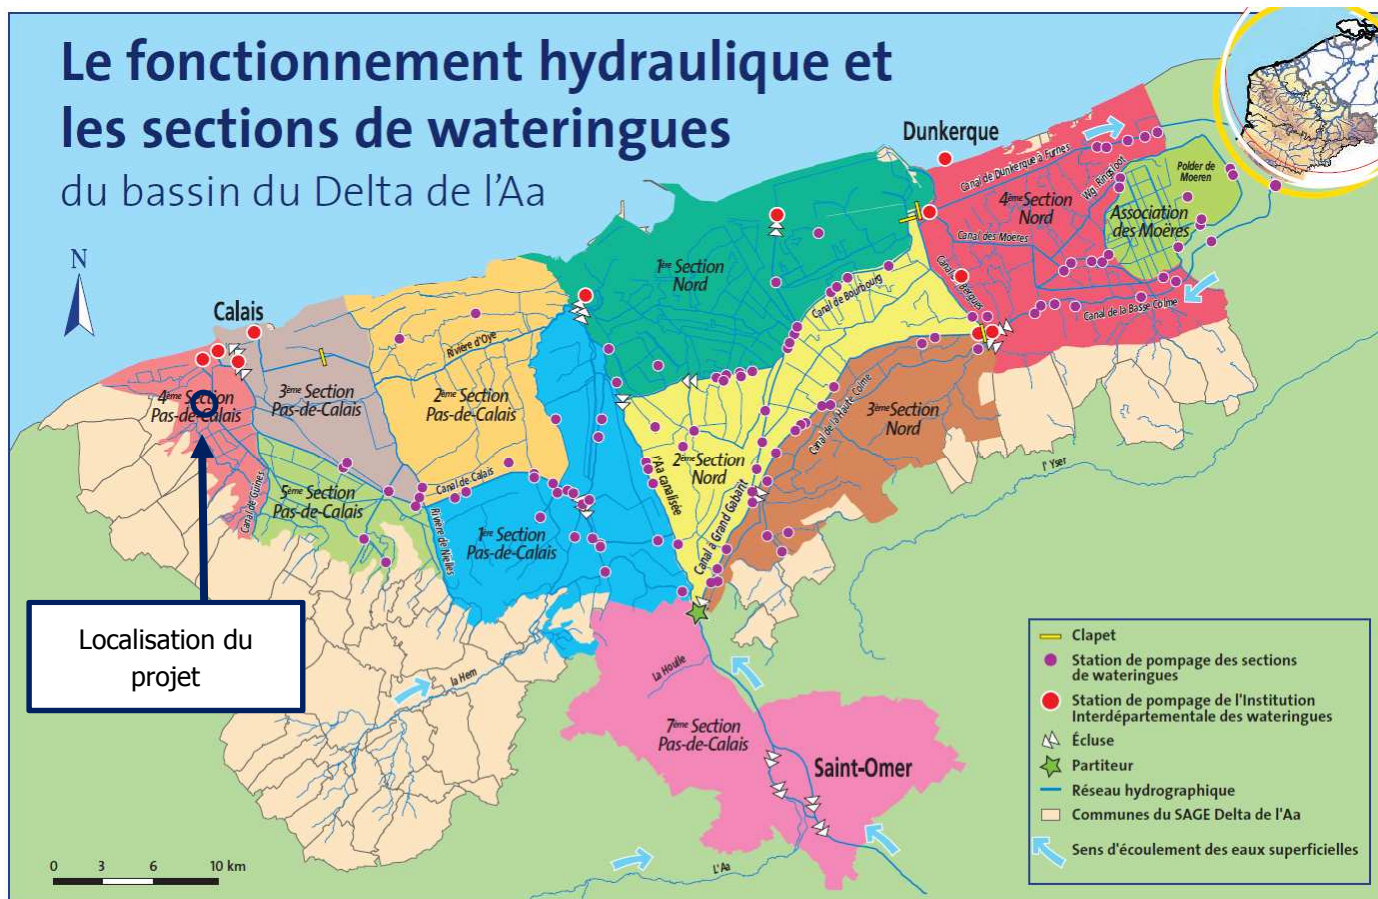 Le fonctionnement hydraulique et
les sections de wateringues
du bassin du Delta de l'Aa
N
Calais
Dunkerque
Saint-Omer
4ème Section
Pas-de-Calais
3ème Section
Pas-de-Calais
2ème Section
Pas-de-Calais
5ème Section
Pas-de-Calais
1ère Section
Pas-de-Calais
7ème Section
Pas-de-Calais
1ère Section
Nord
2ème Section
Nord
3ème Section
Nord
4ème Section
Nord
Association
des Moëres
Polder de
Moeren
Wg. Ringsloot
Canal de Dunkerque à Furnes
Canal des Moëres
Canal de Bergues
Canal de la Basse Colme
Canal de Bourbourg
Canal de la Haute Colme
Canal à Grand Gabarit
l'Aa canalisée
Rivière d'Oye
Canal de Calais
Rivière de Nielles
Canal de Guînes
la Hem
La Houlle
L'Aa
l' Yser
Localisation du
projet
0 3 6 10 km
Clapet
Station de pompage des sections
de wateringues
Station de pompage de l'Institution
Interdépartementale des wateringues
Écluse
Partiteur
Réseau hydrographique
Communes du SAGE Delta de l'Aa
Sens d'écoulement des eaux superficielles